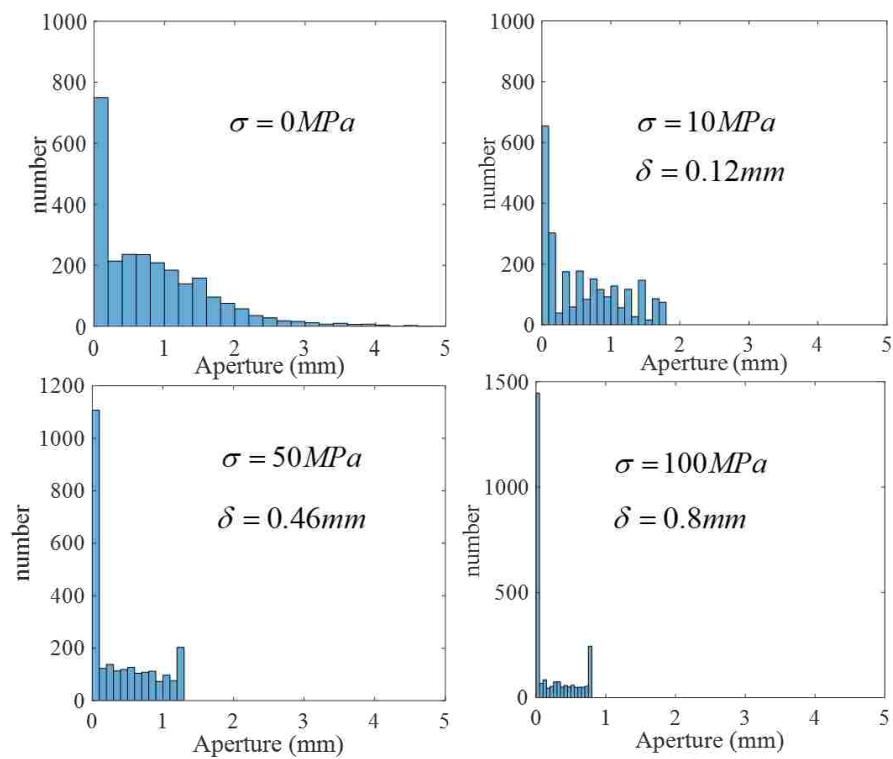 1000
800
600
400
200
0
number
σ = 0MPa
0 1 2 3 4 5
Aperture (mm)
1000
800
600
400
200
0
number
σ = 10MPa
δ = 0.12mm
0 1 2 3 4 5
Aperture (mm)
1200
1000
800
600
400
200
0
number
σ = 50MPa
δ = 0.46mm
0 1 2 3 4 5
Aperture (mm)
1500
1000
500
0
number
σ = 100MPa
δ = 0.8mm
0 1 2 3 4 5
Aperture (mm)